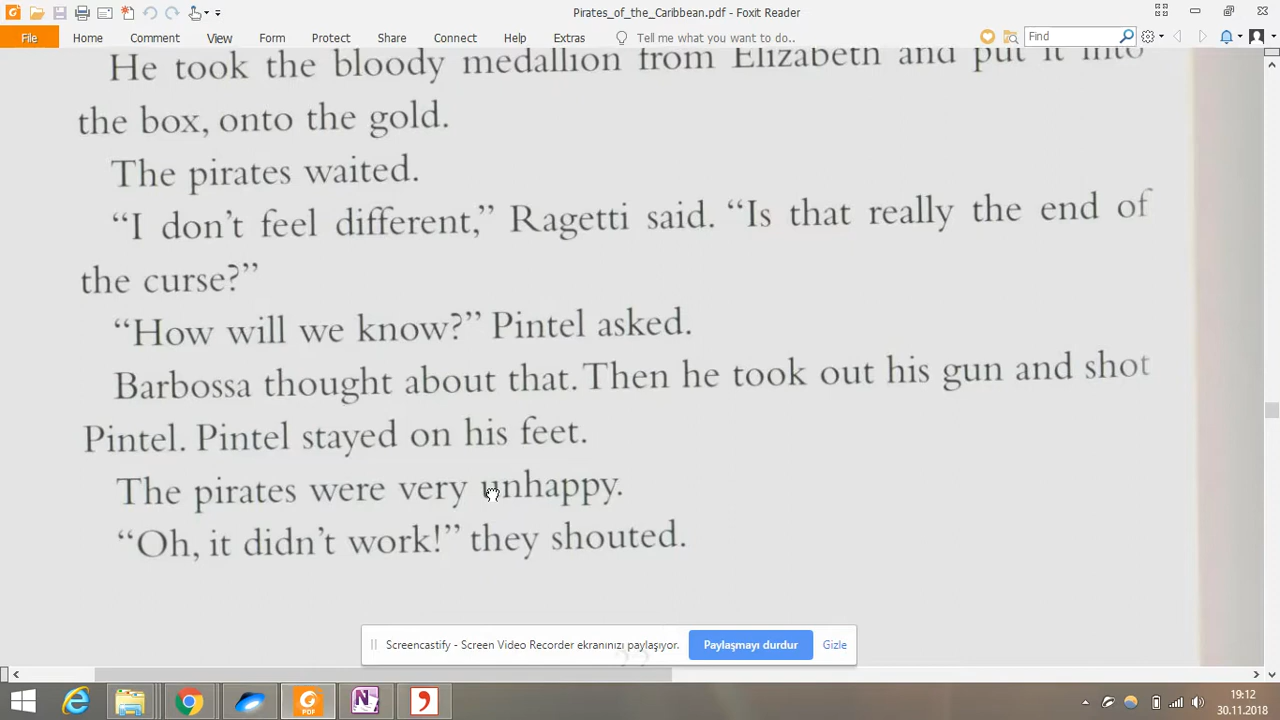 Pirates_of_the_Caribbean.pdf - Foxit Reader
File Home Comment View Form Protect Share Connect Help Extras Tell me what you want to do.. Find
He took the bloody medallion from Elizabeth and put it into
the box, onto the gold.
The pirates waited.
“I don’t feel different,” Ragetti said. “Is that really the end of
the curse?”
“How will we know?” Pintel asked.
Barbossa thought about that. Then he took out his gun and shot
Pintel. Pintel stayed on his feet.
The pirates were very unhappy.
“Oh, it didn’t work!” they shouted.
Screencastify - Screen Video Recorder ekranınızı paylaşıyor. Paylaşmayı durdur Gizle
19:12
30.11.2018